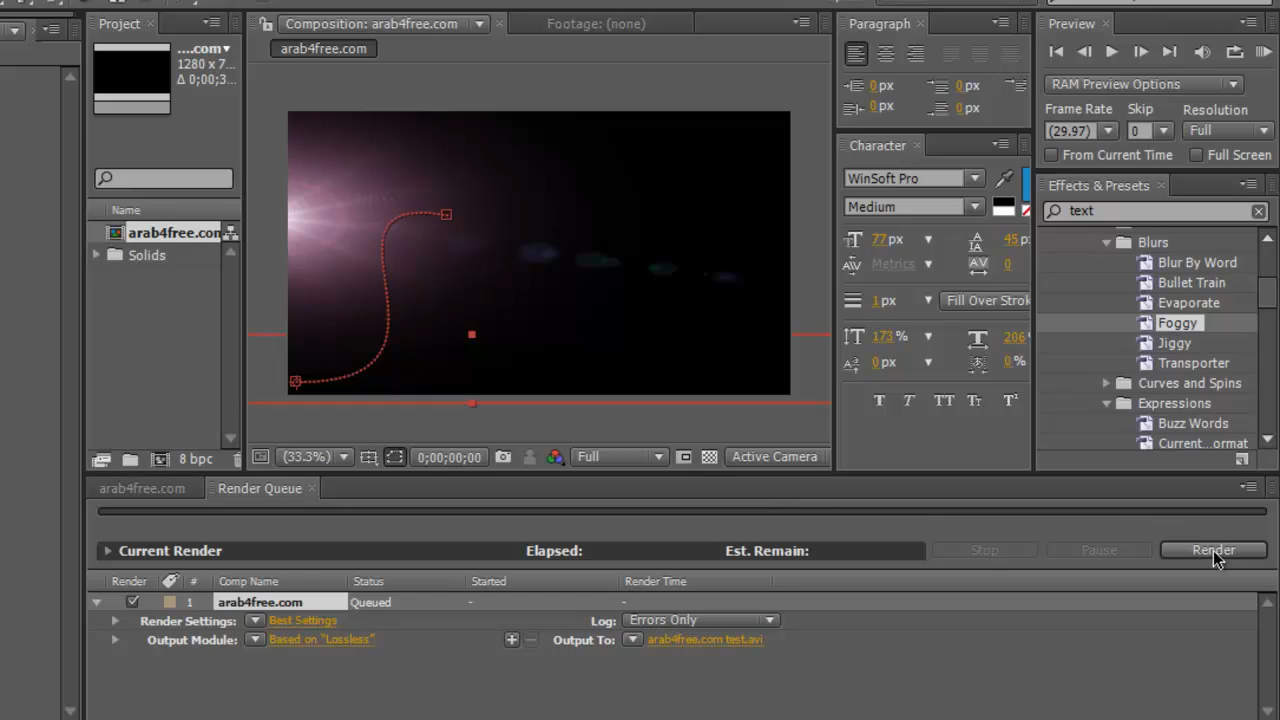 Project ×
Composition: arab4free.com
Footage: (none)
arab4free.com
....com▾
1280 x 7...
Δ 0;00;3...
Name
arab4free.com
Solids
8 bpc
(33.3%)
0;00;00;00
Full
Active Camera
Paragraph ×
0 px
0 px
0 px
0 px
Character ×
WinSoft Pro
Medium
77 px
45 px
Metrics
0
1 px
Fill Over Strok
173 %
206
0 px
0 %
T T TT Tt T¹
Preview ×
RAM Preview Options
Frame Rate Skip Resolution
(29.97) 0 Full
From Current Time Full Screen
Effects & Presets ×
text
Blurs
Blur By Word
Bullet Train
Evaporate
Foggy
Jiggy
Transporter
Curves and Spins
Expressions
Buzz Words
Current...ormat
arab4free.com
Render Queue ×
Current Render Elapsed: Est. Remain: Stop Pause Render
Render # Comp Name Status Started Render Time
1 arab4free.com Queued - -
Render Settings: Best Settings Log: Errors Only
Output Module: Based on "Lossless" Output To: arab4free.com test.avi